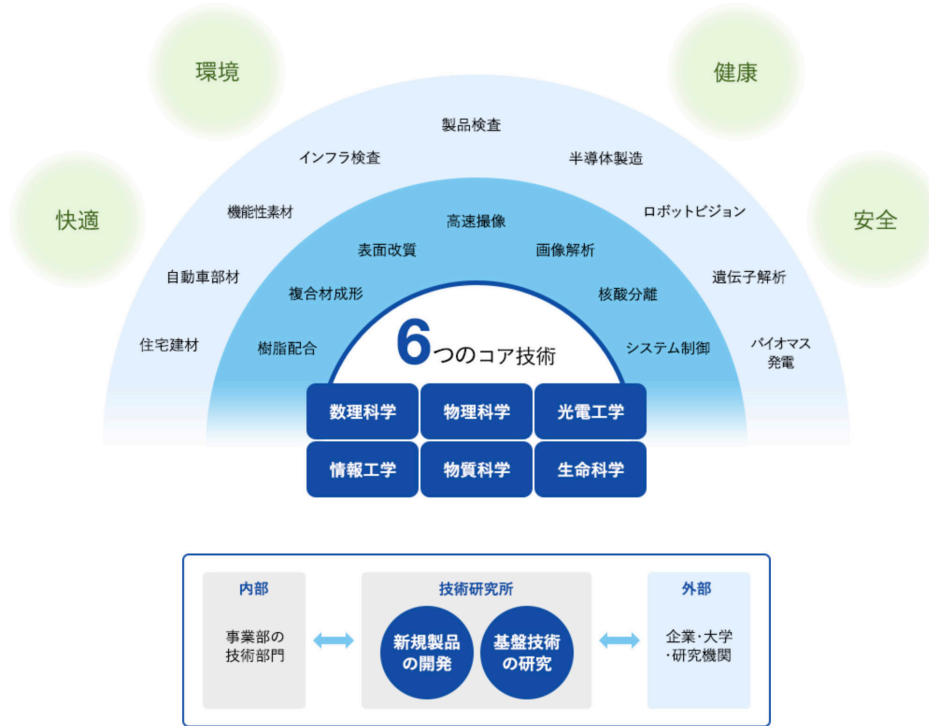 環境
健康
快適
安全
製品検査
インフラ検査
半導体製造
機能性素材
ロボットビジョン
自動車部材
遺伝子解析
住宅建材
バイオマス
発電
高速撮像
表面改質
画像解析
複合材成形
核酸分離
樹脂配合
システム制御
6つのコア技術
数理科学
物理科学
光電工学
情報工学
物質科学
生命科学
内部
事業部の
技術部門
技術研究所
新規製品
の開発
基盤技術
の研究
外部
企業・大学
・研究機関